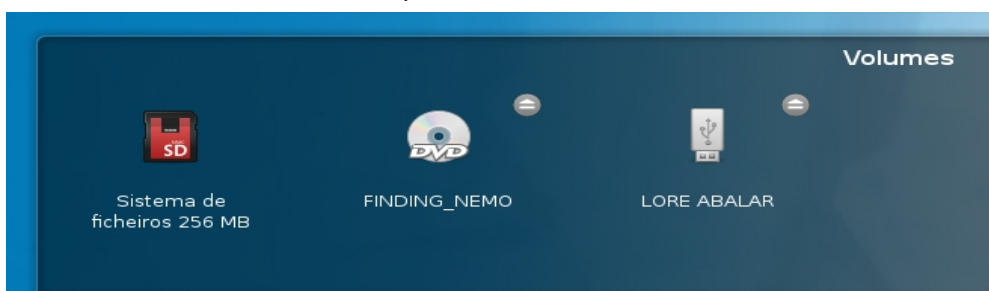 Volumes
SD
DVD
Sistema de
ficheiros 256 MB
FINDING_NEMO
LORE ABALAR